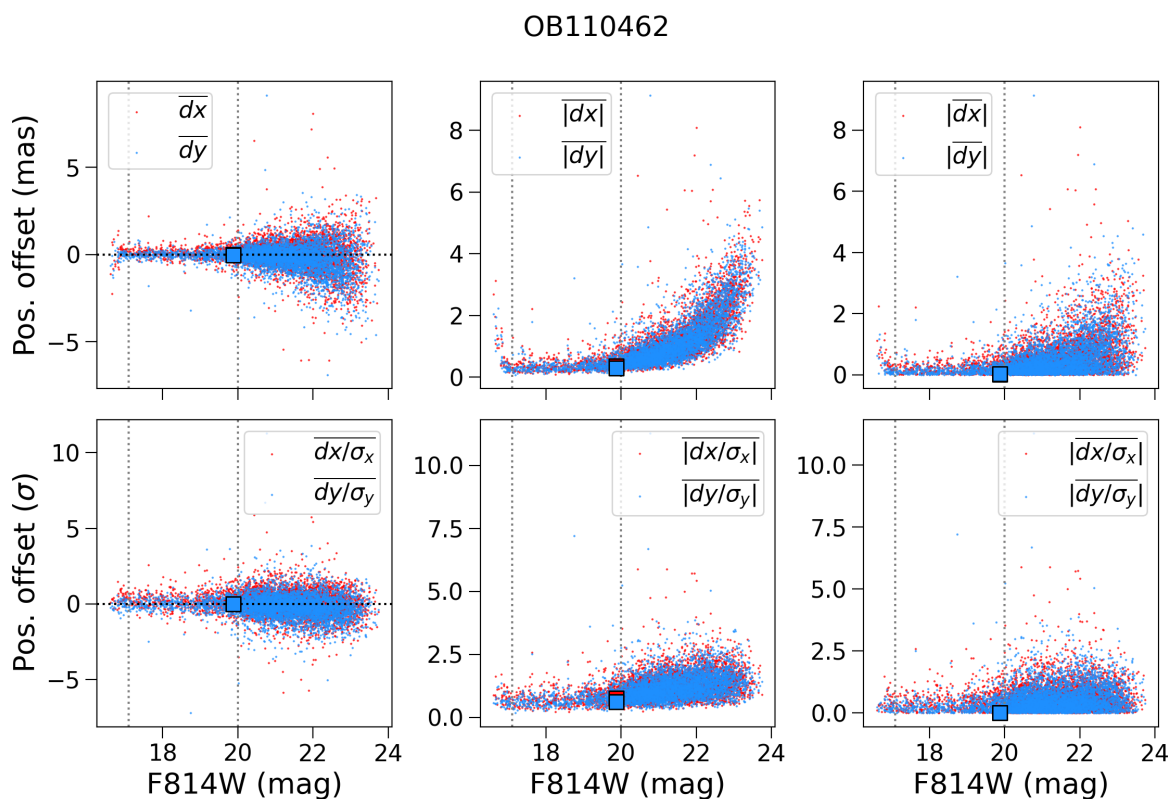 OB110462
Pos. offset (mas)
5
0
−5
dx
dy
8
6
4
2
0
|dx|
|dy|
8
6
4
2
0
|dx|
|dy|
Pos. offset (σ)
10
5
0
−5
dx/σx
dy/σy
10.0
7.5
5.0
2.5
0.0
|dx/σx|
|dy/σy|
10.0
7.5
5.0
2.5
0.0
|dx/σx|
|dy/σy|
18 20 22 24
18 20 22 24
18 20 22 24
F814W (mag)
F814W (mag)
F814W (mag)